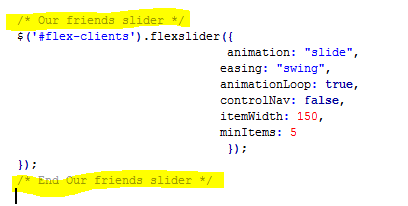 /* Our friends slider */
$('#flex-clients').flexslider({
animation: "slide",
easing: "swing",
animationLoop: true,
controlNav: false,
itemWidth: 150,
minItems: 5
});
});
/* End Our friends slider */